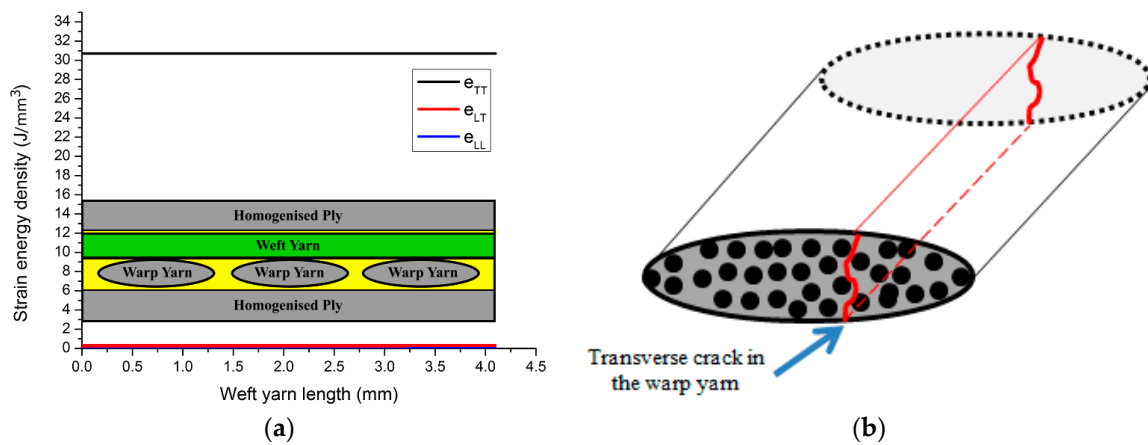 Strain energy density (J/mm³)
34
32
30
28
26
24
22
20
18
16
14
12
10
8
6
4
2
0
e_TT
e_LT
e_LL
Homogenised Ply
Weft Yarn
Warp Yarn Warp Yarn Warp Yarn
Homogenised Ply
0.0 0.5 1.0 1.5 2.0 2.5 3.0 3.5 4.0 4.5
Weft yarn length (mm)
(a)
Transverse crack in
the warp yarn
(b)